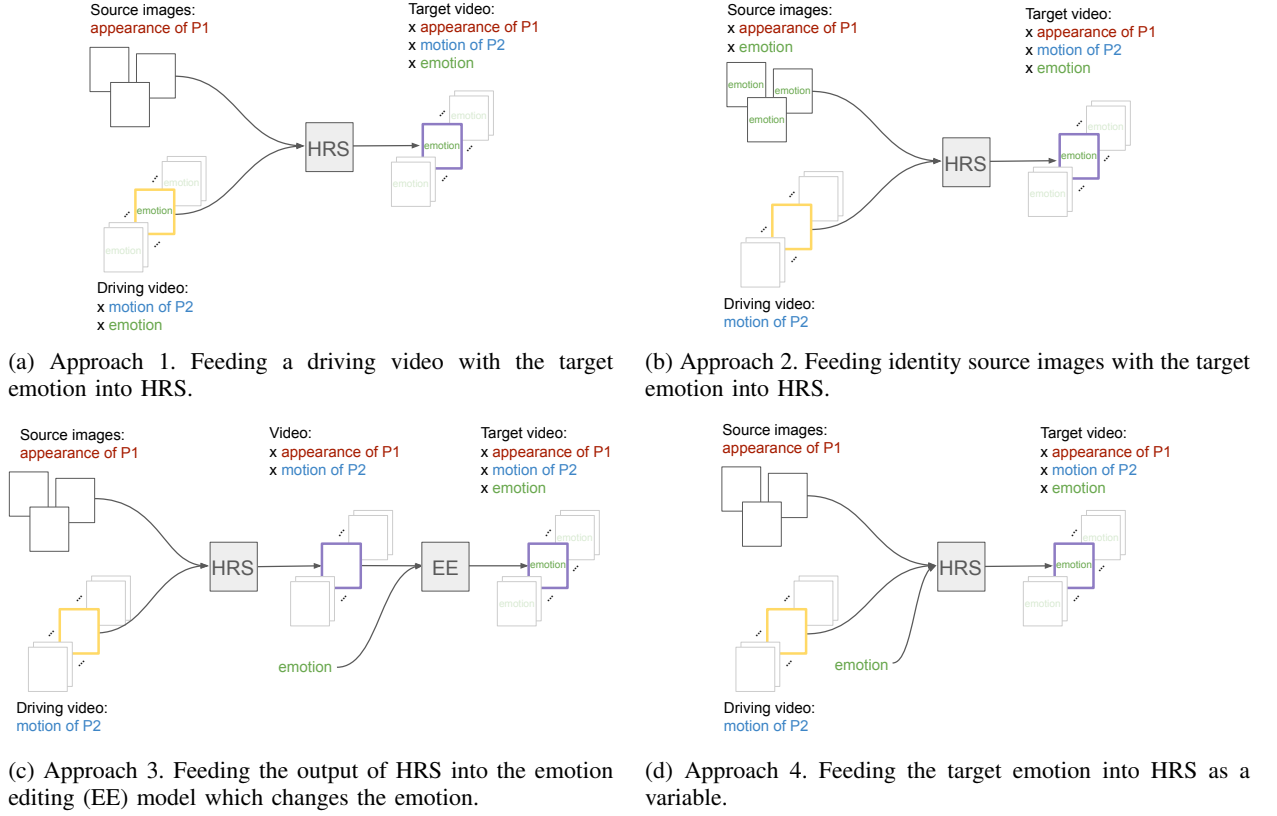 Source images:
appearance of P1
Target video:
x appearance of P1
x motion of P2
x emotion
emotion
emotion
emotion
HRS
emotion
emotion
emotion
Driving video:
x motion of P2
x emotion
(a) Approach 1. Feeding a driving video with the target
emotion into HRS.
Source images:
x appearance of P1
x emotion
Target video:
x appearance of P1
x motion of P2
x emotion
emotion
emotion
emotion
emotion
emotion
emotion
HRS
Driving video:
motion of P2
(b) Approach 2. Feeding identity source images with the target
emotion into HRS.
Source images:
appearance of P1
Video:
x appearance of P1
x motion of P2
Target video:
x appearance of P1
x motion of P2
x emotion
HRS
EE
emotion
emotion
emotion
emotion
Driving video:
motion of P2
(c) Approach 3. Feeding the output of HRS into the emotion
editing (EE) model which changes the emotion.
Source images:
appearance of P1
Target video:
x appearance of P1
x motion of P2
x emotion
HRS
emotion
emotion
emotion
emotion
Driving video:
motion of P2
(d) Approach 4. Feeding the target emotion into HRS as a
variable.